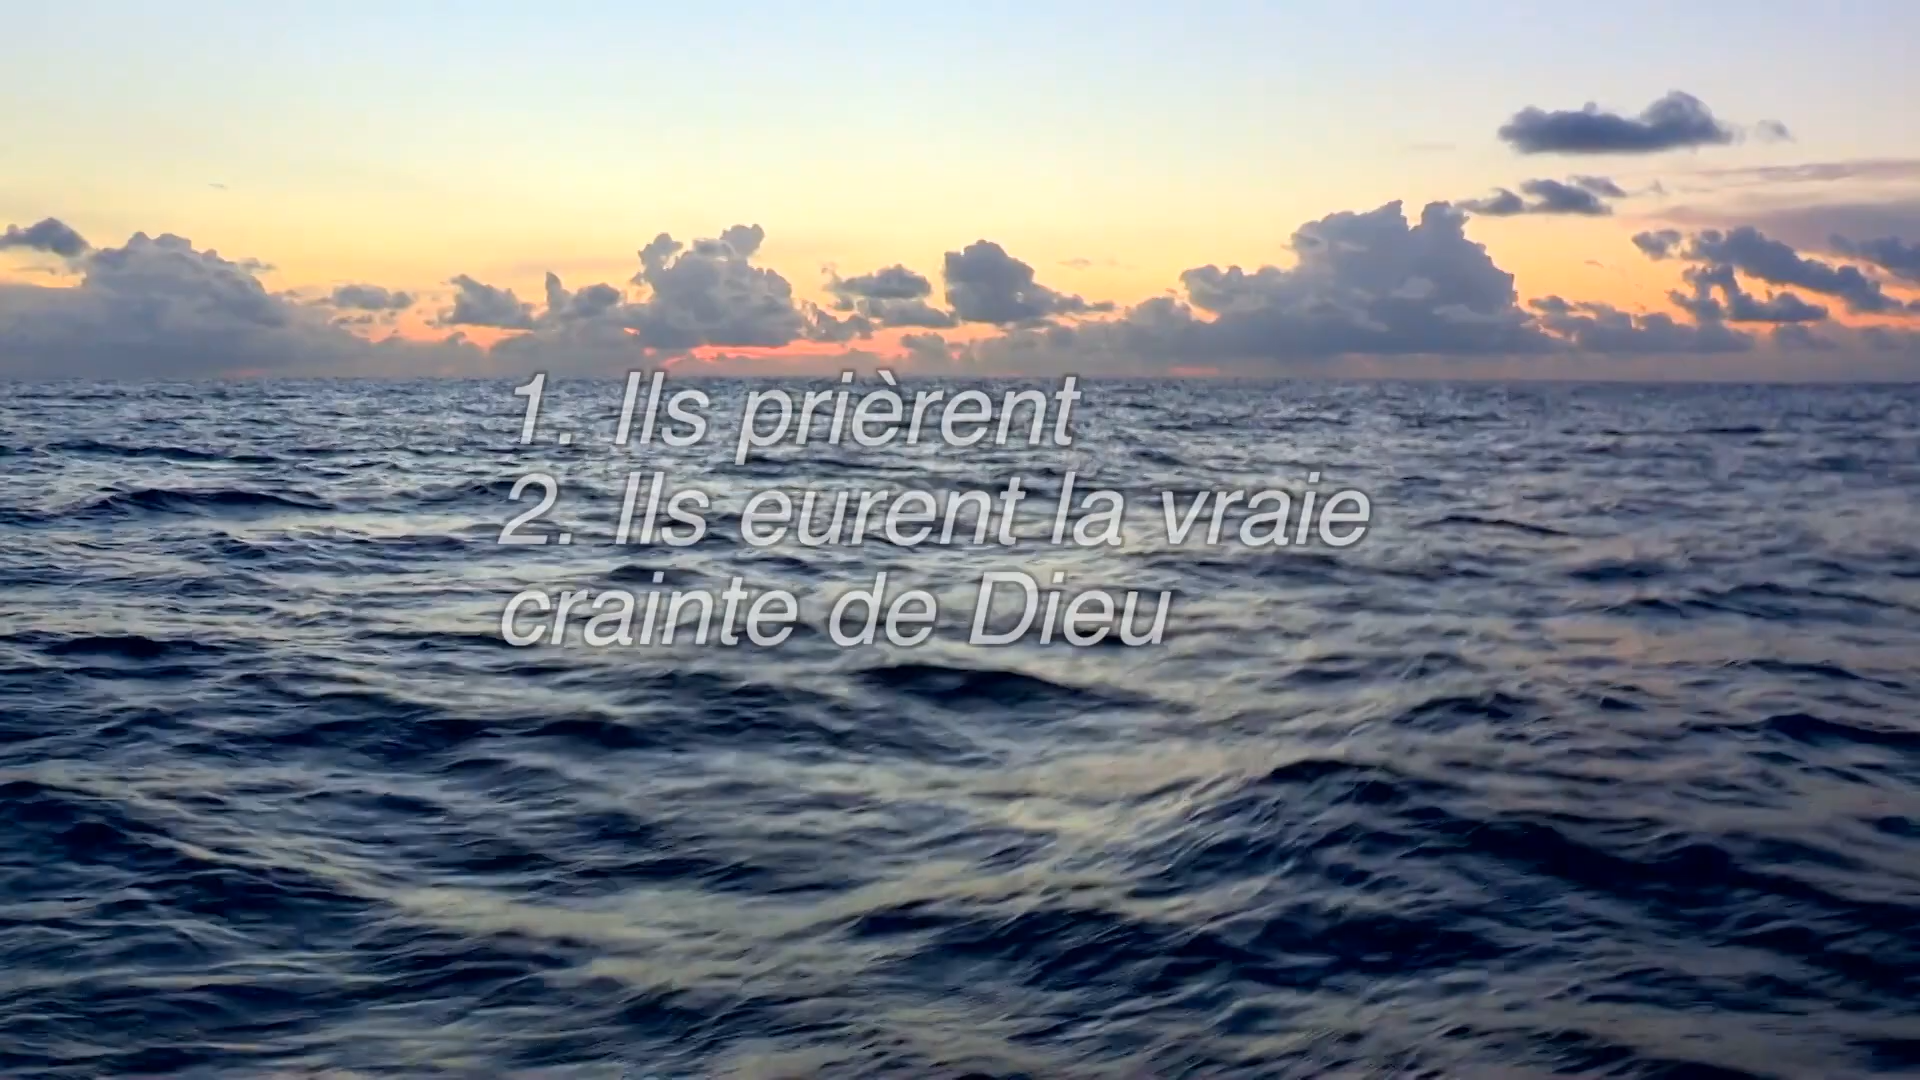 1. Ils prièrent
2. Ils eurent la vraie
crainte de Dieu